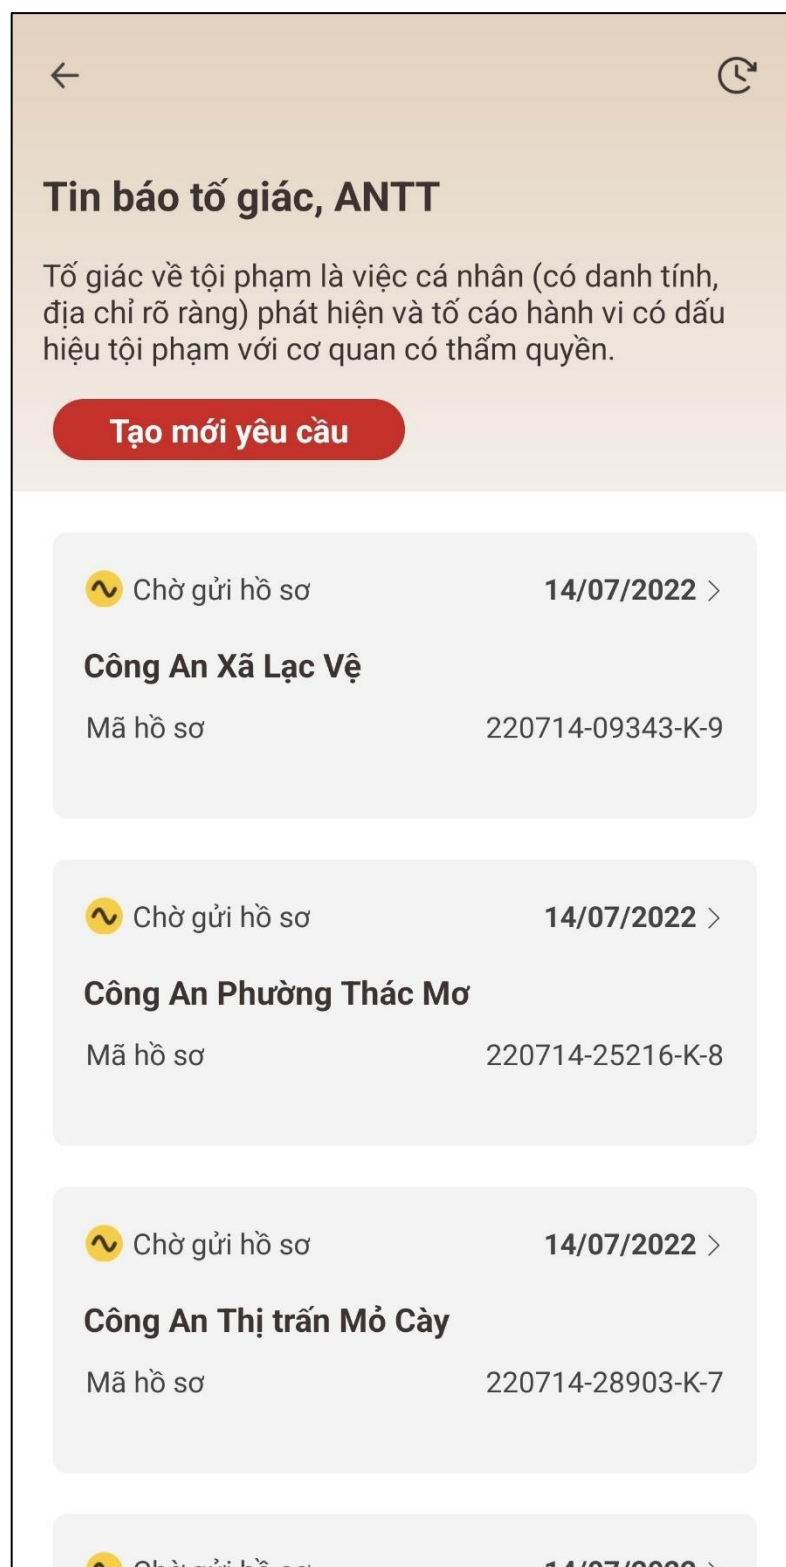 Tin báo tố giác, ANTT
Tố giác về tội phạm là việc cá nhân (có danh tính,
địa chỉ rõ ràng) phát hiện và tố cáo hành vi có dấu
hiệu tội phạm với cơ quan có thẩm quyền.
Tạo mới yêu cầu
Chờ gửi hồ sơ 14/07/2022
Công An Xã Lạc Vệ
Mã hồ sơ 220714-09343-K-9
Chờ gửi hồ sơ 14/07/2022
Công An Phường Thác Mơ
Mã hồ sơ 220714-25216-K-8
Chờ gửi hồ sơ 14/07/2022
Công An Thị trấn Mỏ Cày
Mã hồ sơ 220714-28903-K-7